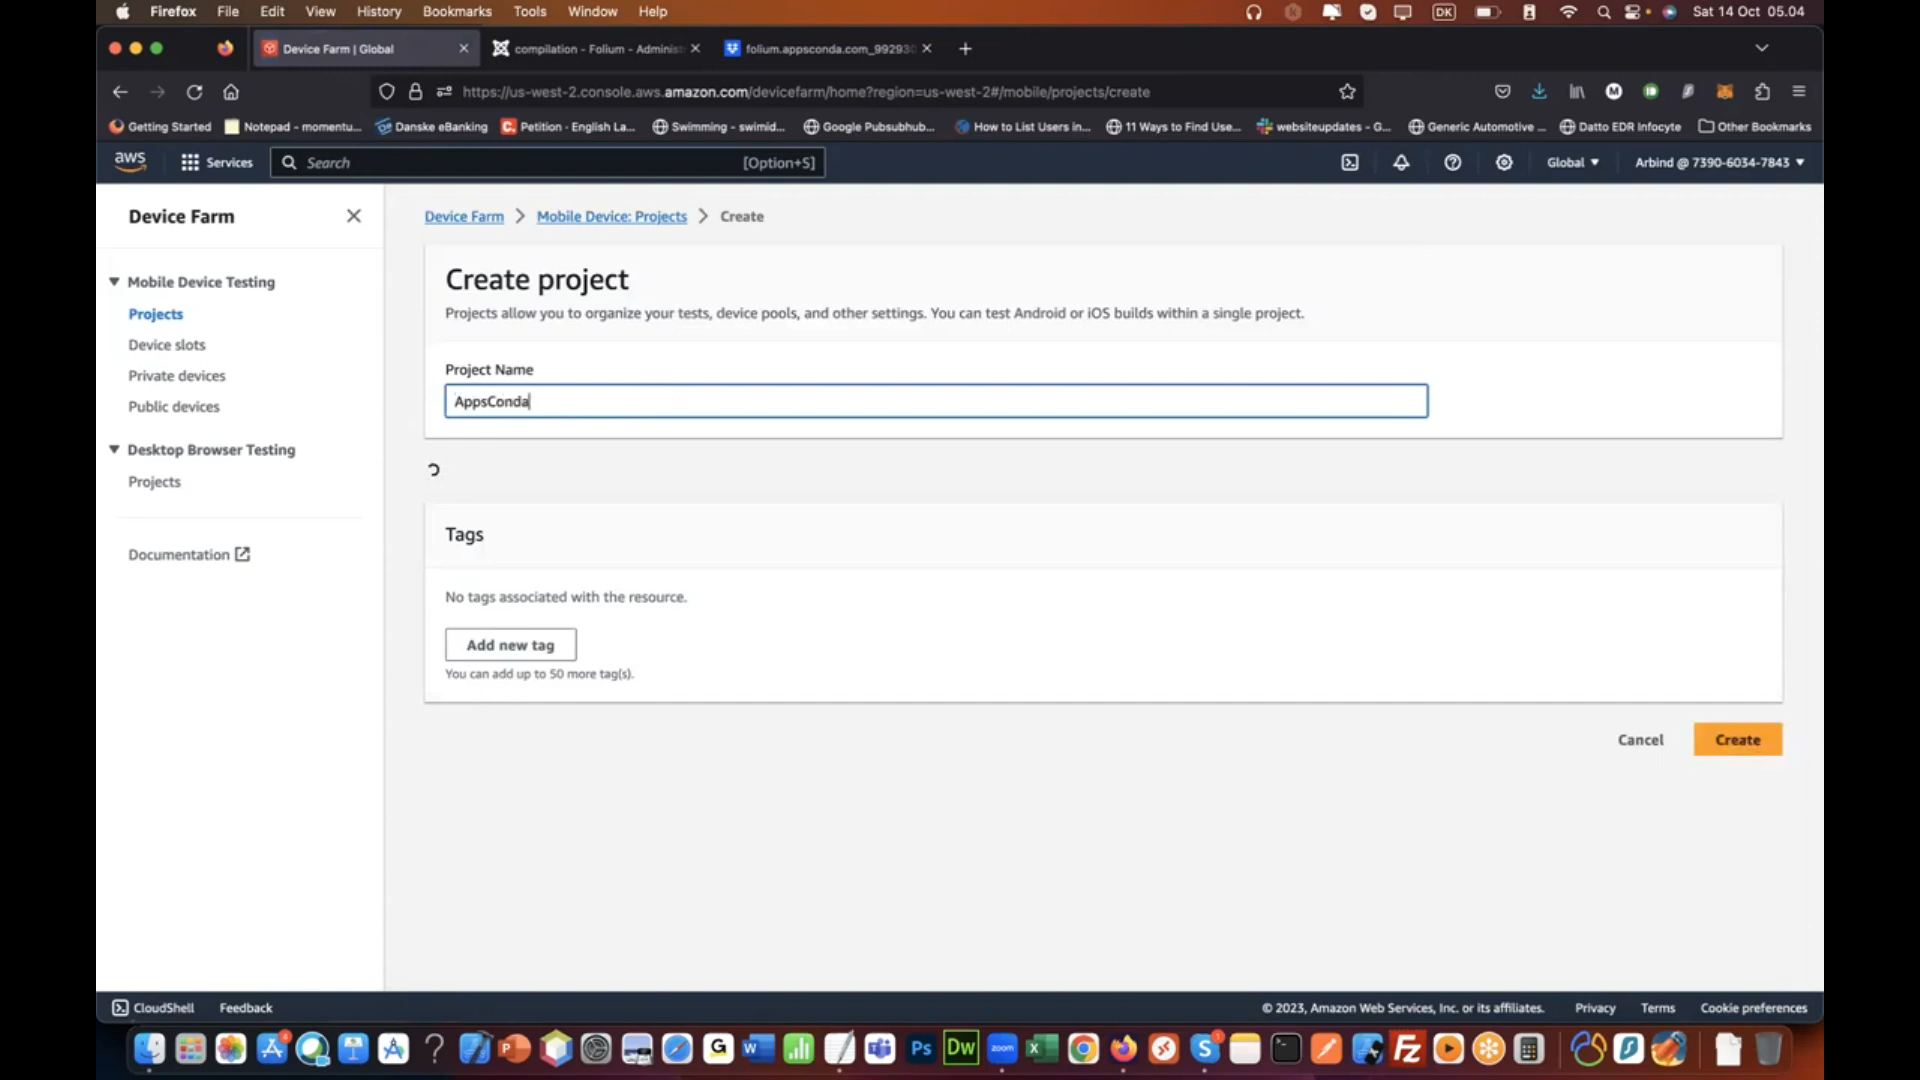 Firefox File Edit View History Bookmarks Tools Window Help DK Sat 14 Oct 05.04
Device Farm | Global compilation - Folium - Adminis folium.appsconda.com_99293
https://us-west-2.console.aws.amazon.com/devicefarm/home?region=us-west-2#/mobile/projects/create
Getting Started Notepad - momentu... Danske eBanking Petition - English La... Swimming - swimid... Google Pubsubhub... How to List Users in... 11 Ways to Find Use... websiteupdates - G... Generic Automotive ... Datto EDR Infocyte Other Bookmarks
aws Services Search [Option+S] Global Arbind @ 7390-6034-7843
Device Farm
Mobile Device Testing
Projects
Device slots
Private devices
Public devices
Desktop Browser Testing
Projects
Documentation
Device Farm > Mobile Device: Projects > Create
Create project
Projects allow you to organize your tests, device pools, and other settings. You can test Android or iOS builds within a single project.
Project Name
AppsConda
Tags
No tags associated with the resource.
Add new tag
You can add up to 50 more tag(s).
Cancel Create
CloudShell Feedback © 2023, Amazon Web Services, Inc. or its affiliates. Privacy Terms Cookie preferences
Ps Dw zoom